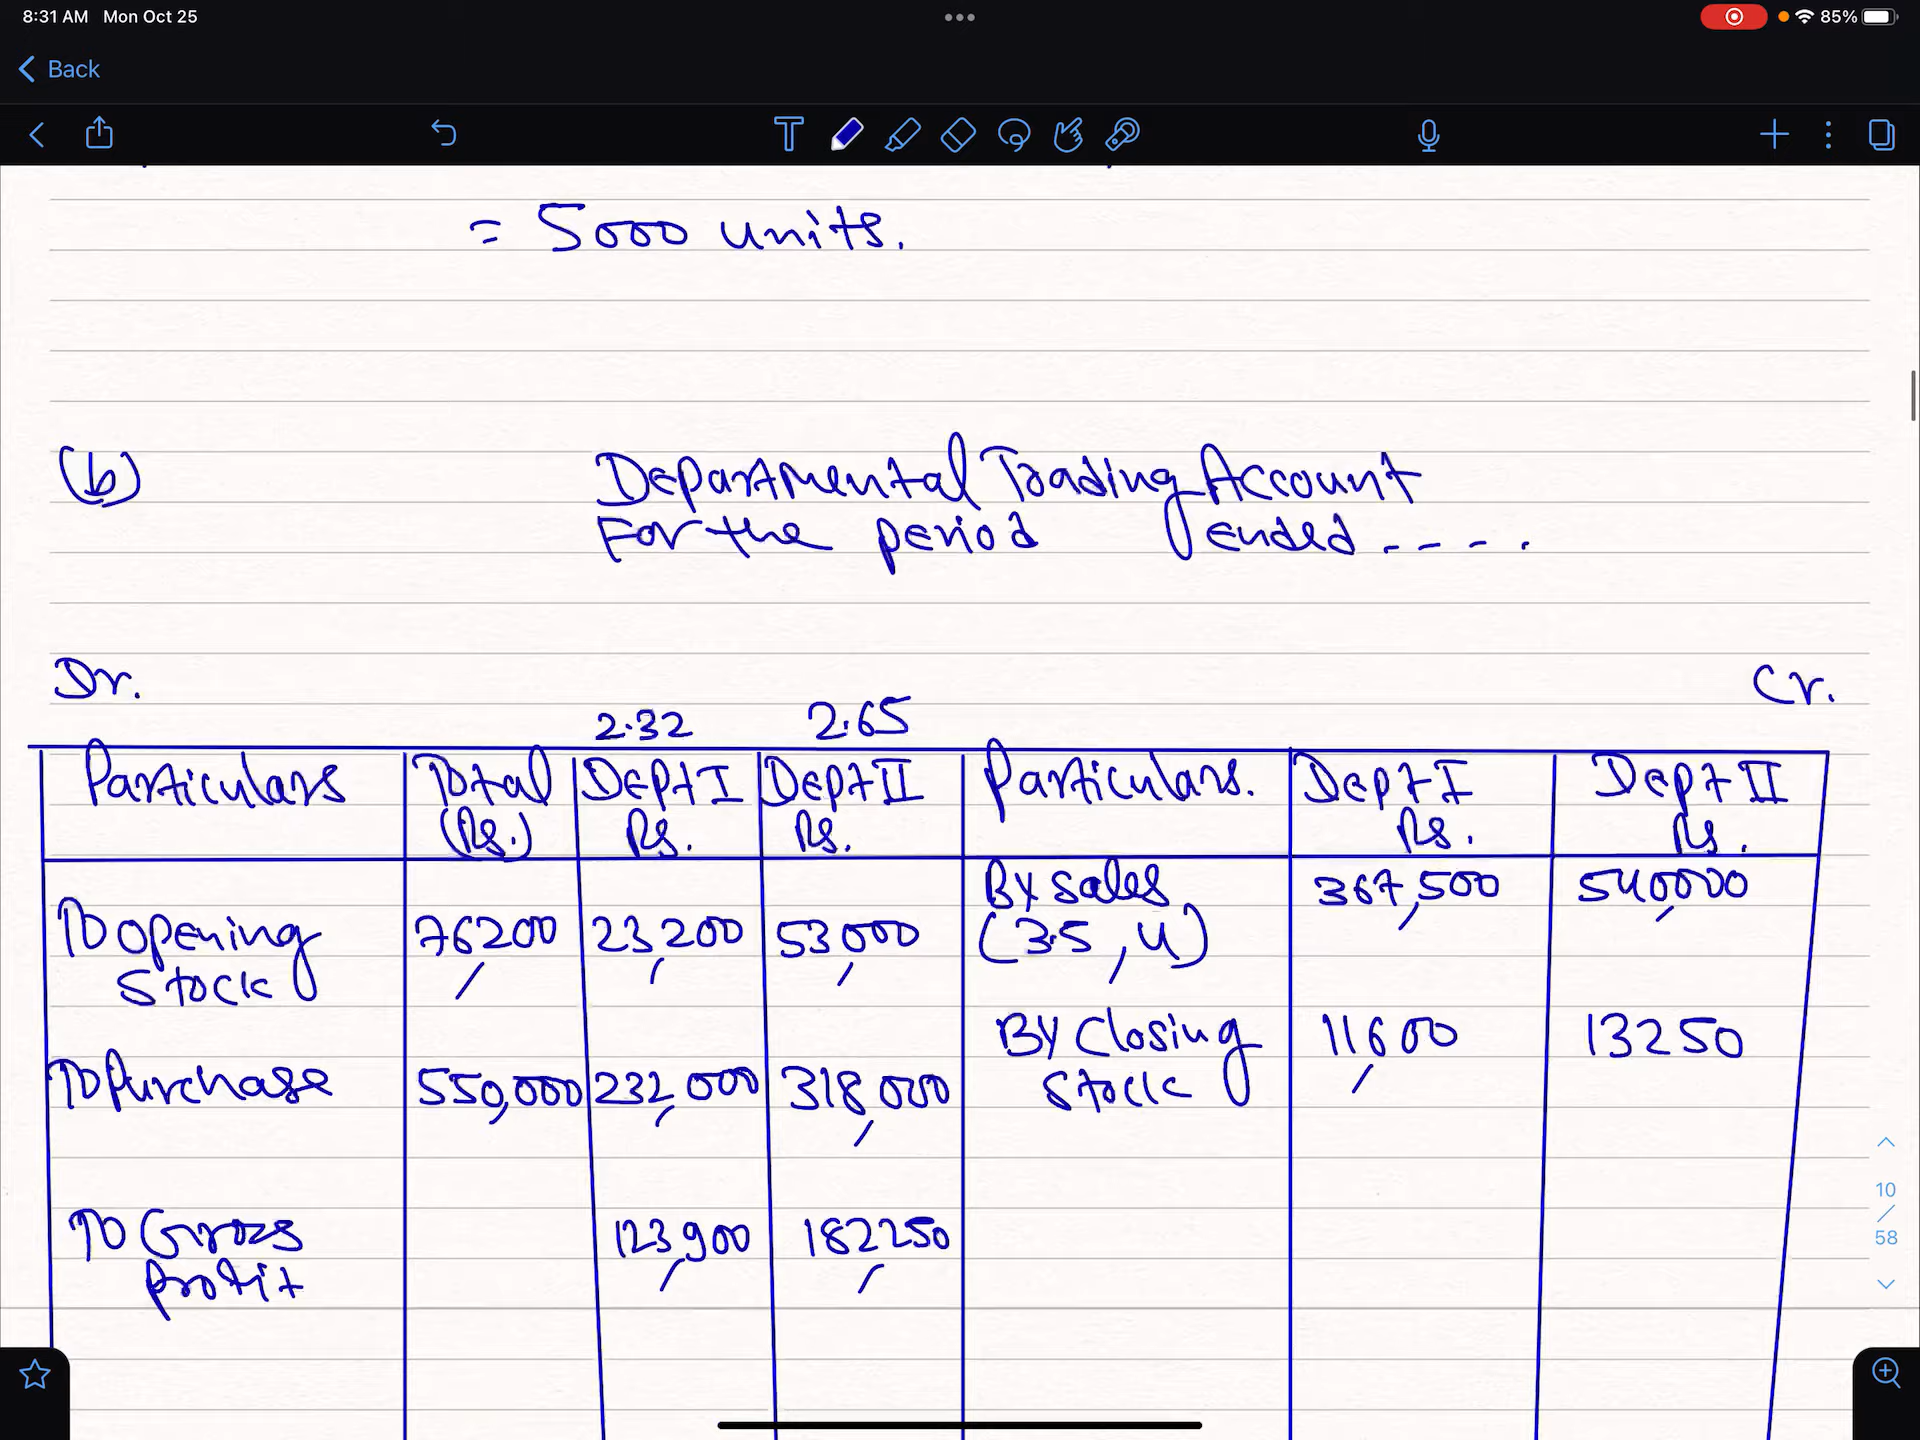 8:31 AM Mon Oct 25
85%
Back
= 5000 units.
(b)
Departmental Trading Account
For the period ended - - - -
Dr.
Cr.
2.32 2.65
Particulars Total (Rs.) Dept I Rs. Dept II Rs. Particulars. Dept I Rs. Dept II Rs.
By sales 367,500 540,000
To Opening 76200 23,200 53,000 (3.5, 4)
Stock
By Closing 11600 13250
To Purchase 550,000 232,000 318,000 Stock
To Gross 123,900 182250
Profit
10
/
58